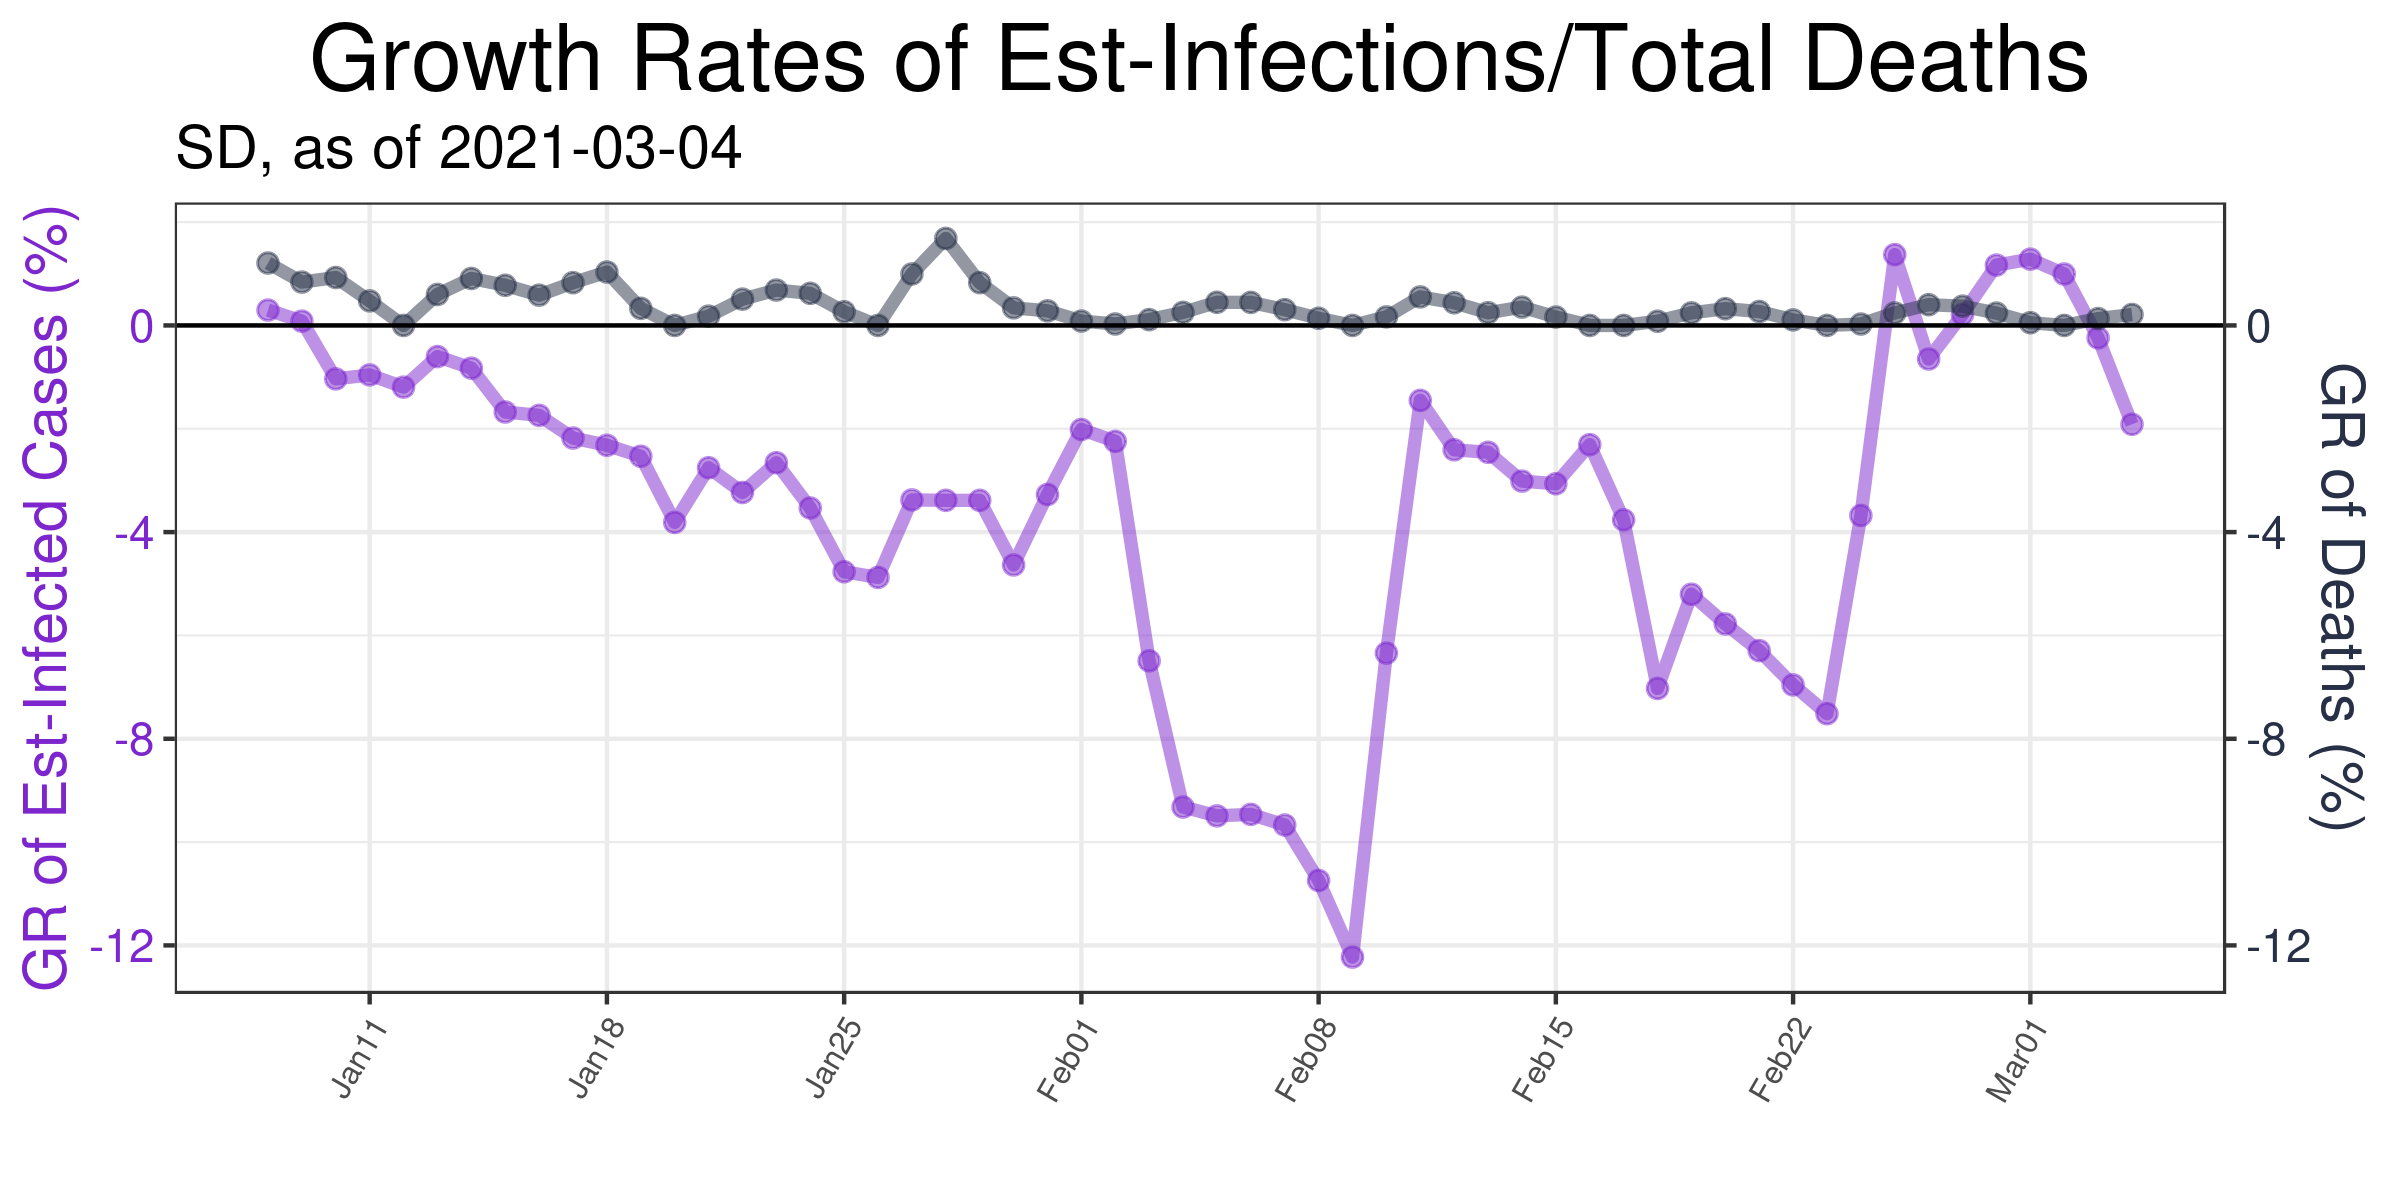 Growth Rates of Est-Infections/Total Deaths
SD, as of 2021-03-04
GR of Est-Infected Cases (%)
0
-4
-8
-12
0
-4
-8
-12
GR of Deaths (%)
Jan11
Jan18
Jan25
Feb01
Feb08
Feb15
Feb22
Mar01